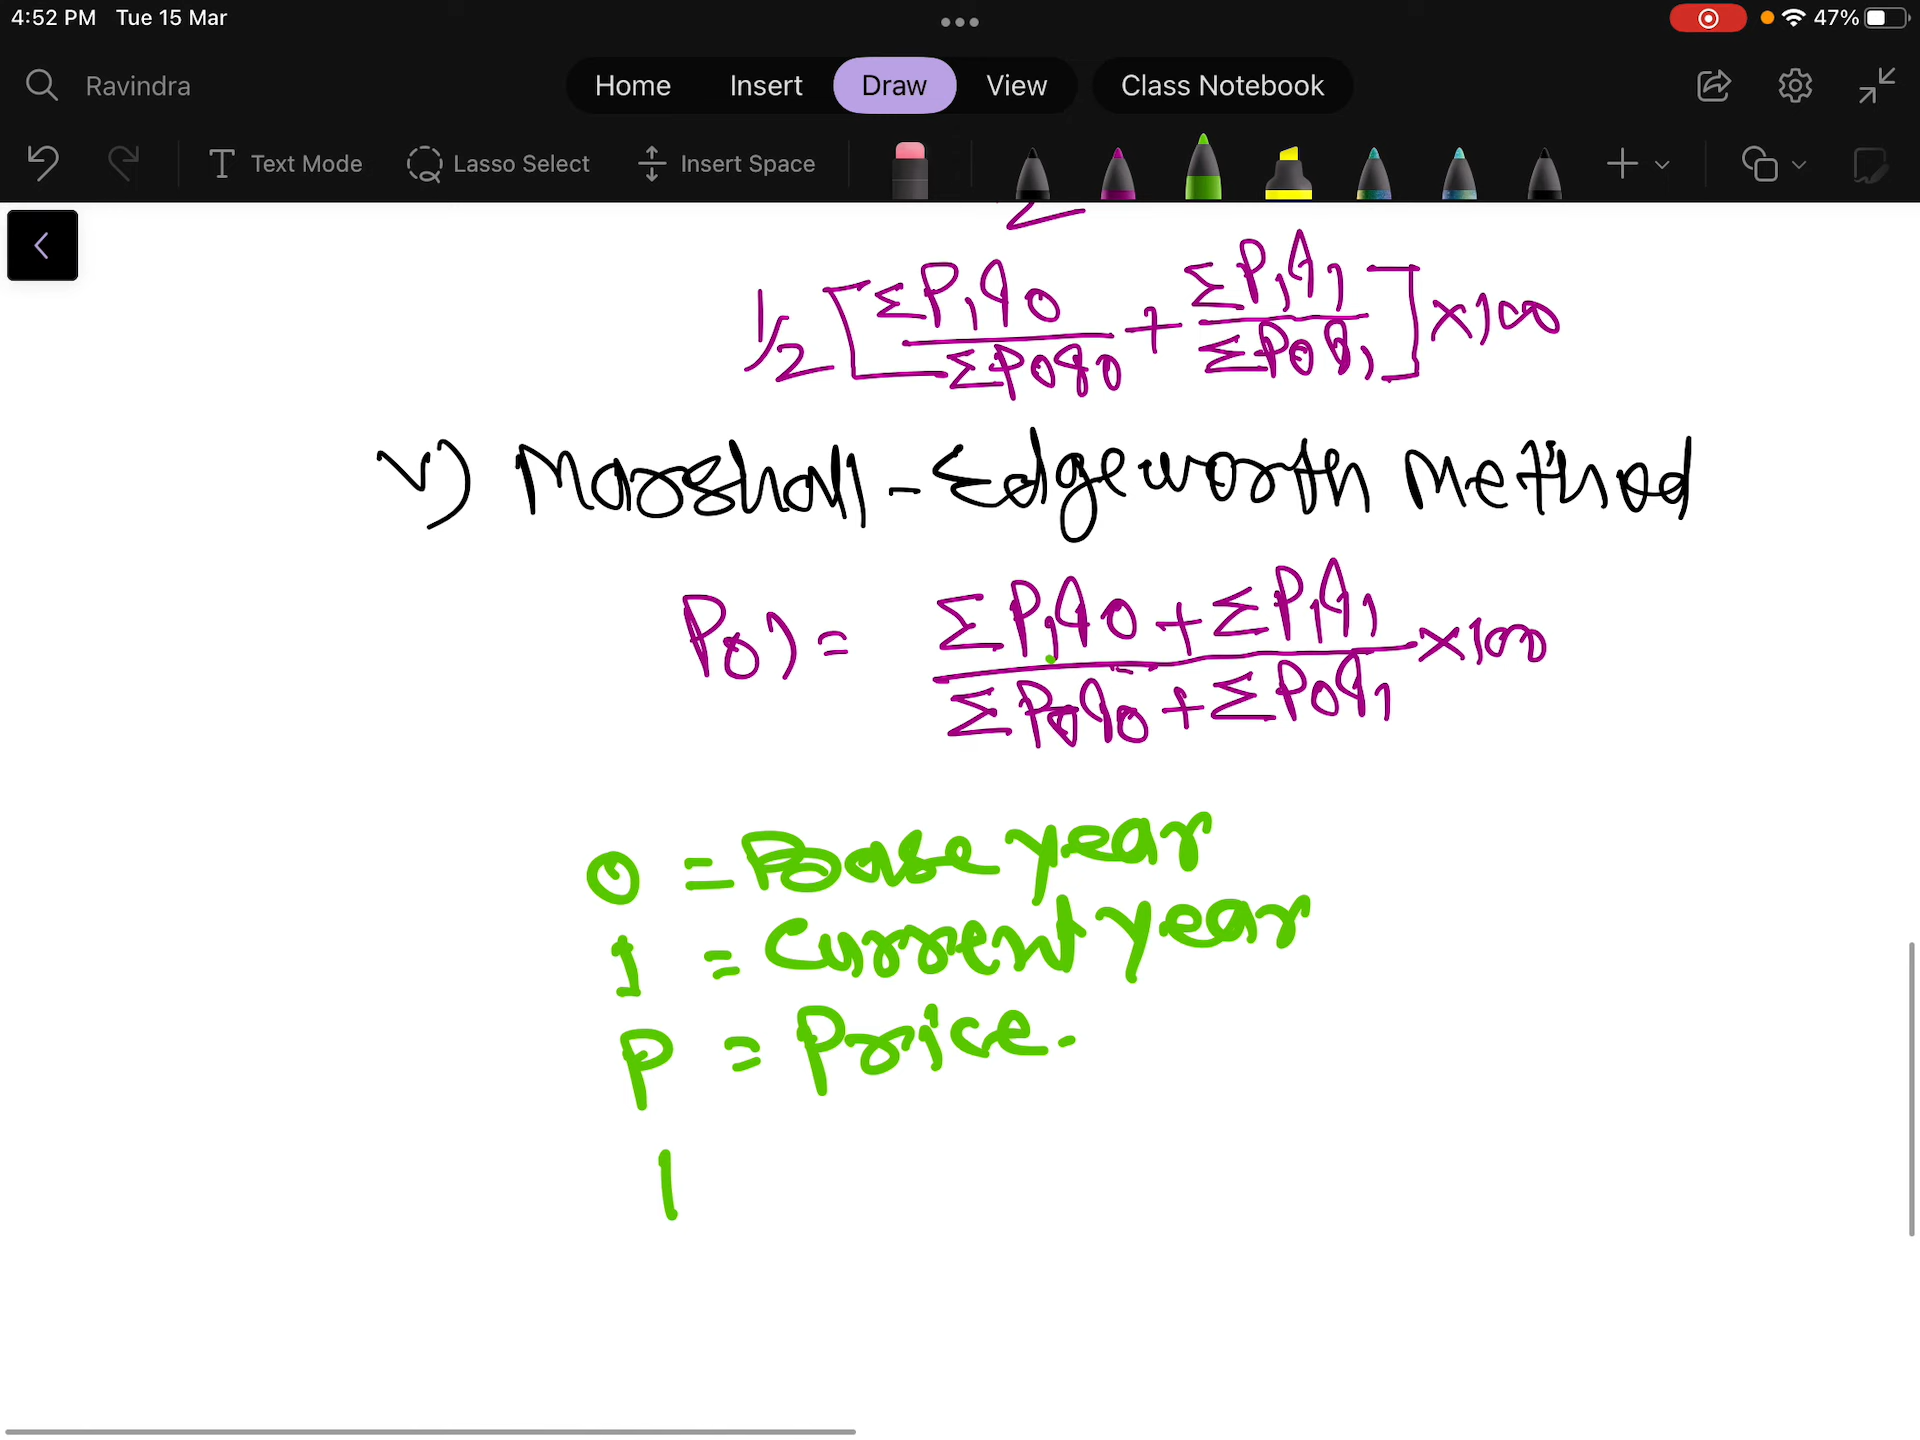 4:52 PM Tue 15 Mar
47%
Ravindra
Home Insert Draw View Class Notebook
Text Mode Lasso Select Insert Space
2
1/2 [ΣP1q0/ΣP0q0 + ΣP1q1/ΣP0q1] ×100
v) Marshall - Edgeworth Method
P01 = ΣP1q0 + ΣP1q1 / ΣP0q0 + ΣP0q1 ×100
0 = Base year
1 = Current year
P = Price.